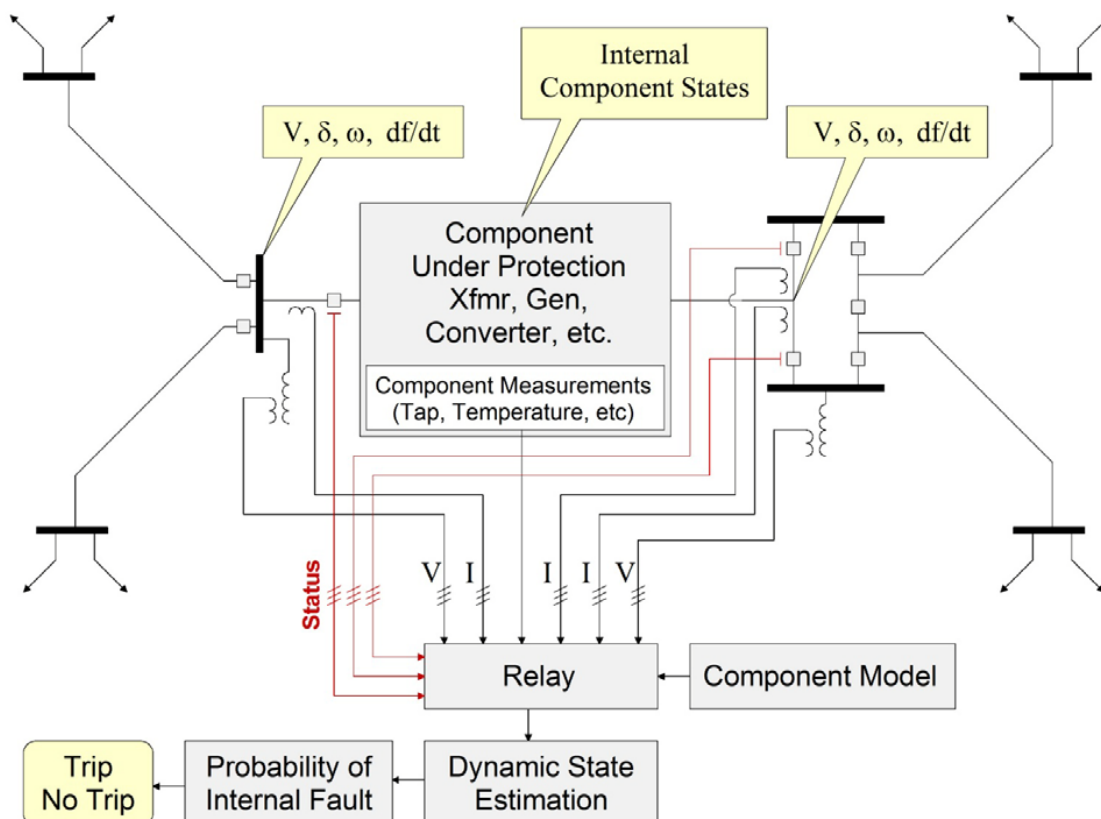 Internal
Component States
V, δ, ω, df/dt
V, δ, ω, df/dt
Component
Under Protection
Xfmr, Gen,
Converter, etc.
Component Measurements
(Tap, Temperature, etc)
Status
V
I
I
I
V
Relay
Component Model
Trip
No Trip
Probability of
Internal Fault
Dynamic State
Estimation